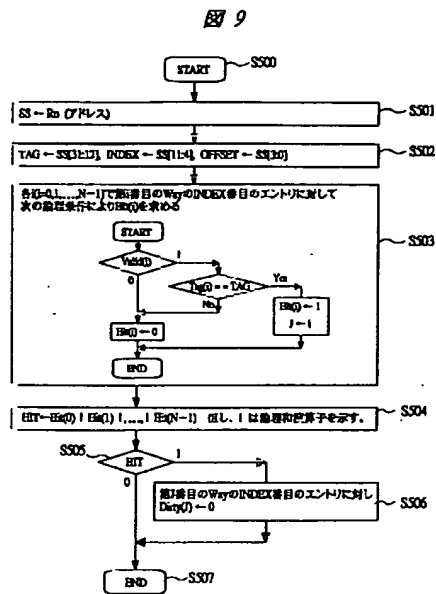 図 9
START
S500
SS ← Rn (アドレス)
S501
TAG ← SS[31:12], INDEX ← SS[11:4], OFFSET ← SS[3:0]
S502
各i(i=0,1,....,N-1)で第i番目のWayのINDEX番目のエントリに対して
次の論理条件によりHit(i)を求める
START
Valid(i)
1
0
Tag(i) == TAG
Yes
No
Hit(i) ← 1
J ← i
Hit(i) ← 0
END
S503
HIT←Hit(0) | Hit(1) |,....,| Hit(N-1) 但し、| は論理和演算子を示す。
S504
S505
HIT
1
0
第J番目のWayのINDEX番目のエントリに対し
Dirty(J) ← 0
S506
END
S507